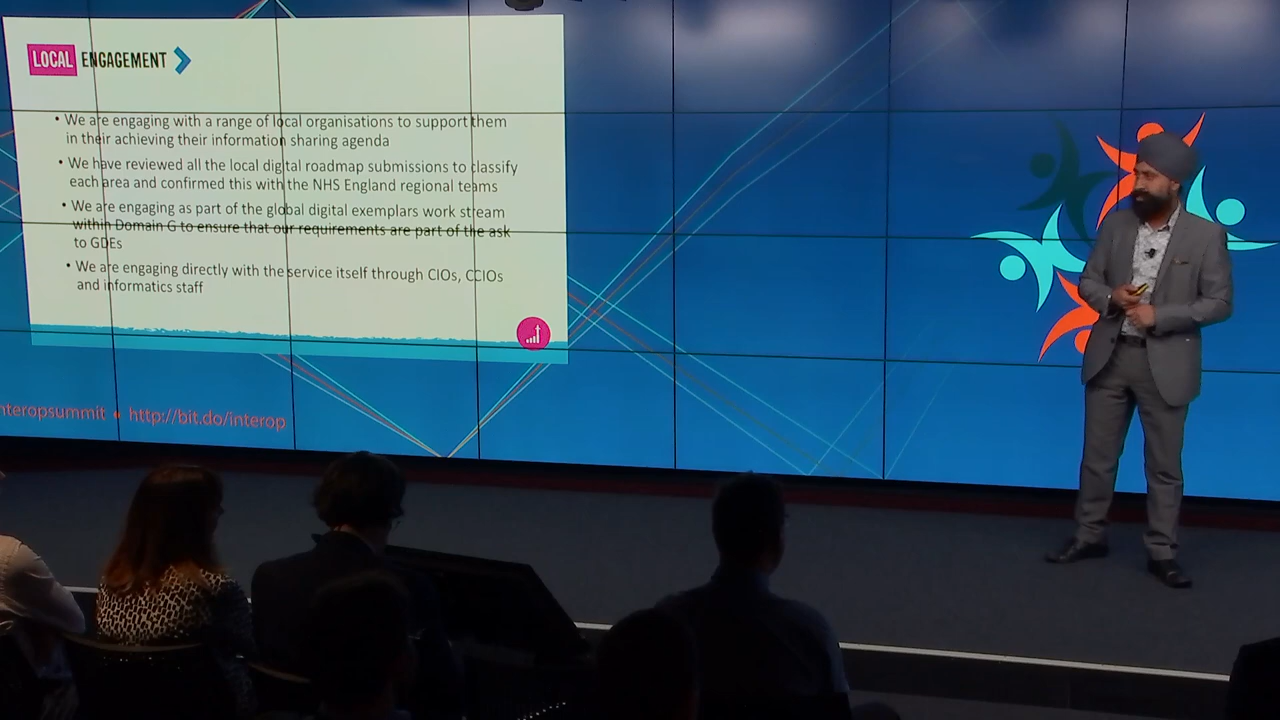 LOCAL ENGAGEMENT
• We are engaging with a range of local organisations to support them
in their achieving their information sharing agenda
• We have reviewed all the local digital roadmap submissions to classify
each area and confirmed this with the NHS England regional teams
• We are engaging as part of the global digital exemplars work stream
within Domain G to ensure that our requirements are part of the ask
to GDEs
• We are engaging directly with the service itself through CIOs, CCIOs
and informatics staff
nteropsummit • http://bit.do/interop